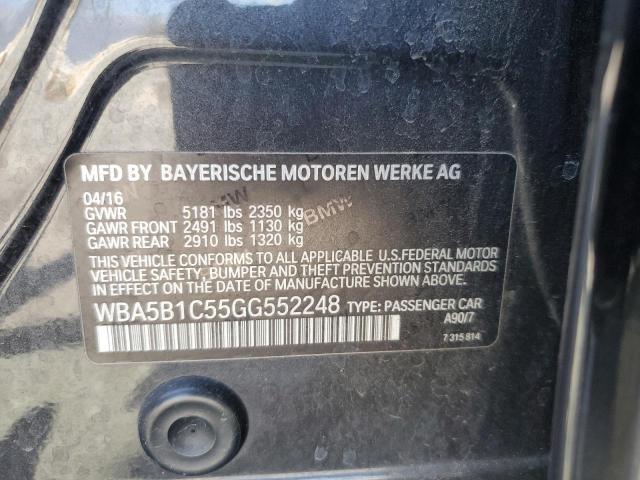 MFD BY BAYERISCHE MOTOREN WERKE AG
04/16
GVWR 5181 lbs 2350 kg
GAWR FRONT 2491 lbs 1130 kg
GAWR REAR 2910 lbs 1320 kg
BMW
THIS VEHICLE CONFORMS TO ALL APPLICABLE U.S.FEDERAL MOTOR
VEHICLE SAFETY, BUMPER AND THEFT PREVENTION STANDARDS
IN EFFECT ON THE DATE OF MANUFACTURE SHOWN ABOVE.
WBA5B1C55GG552248 TYPE: PASSENGER CAR
A90/7
7 315 814